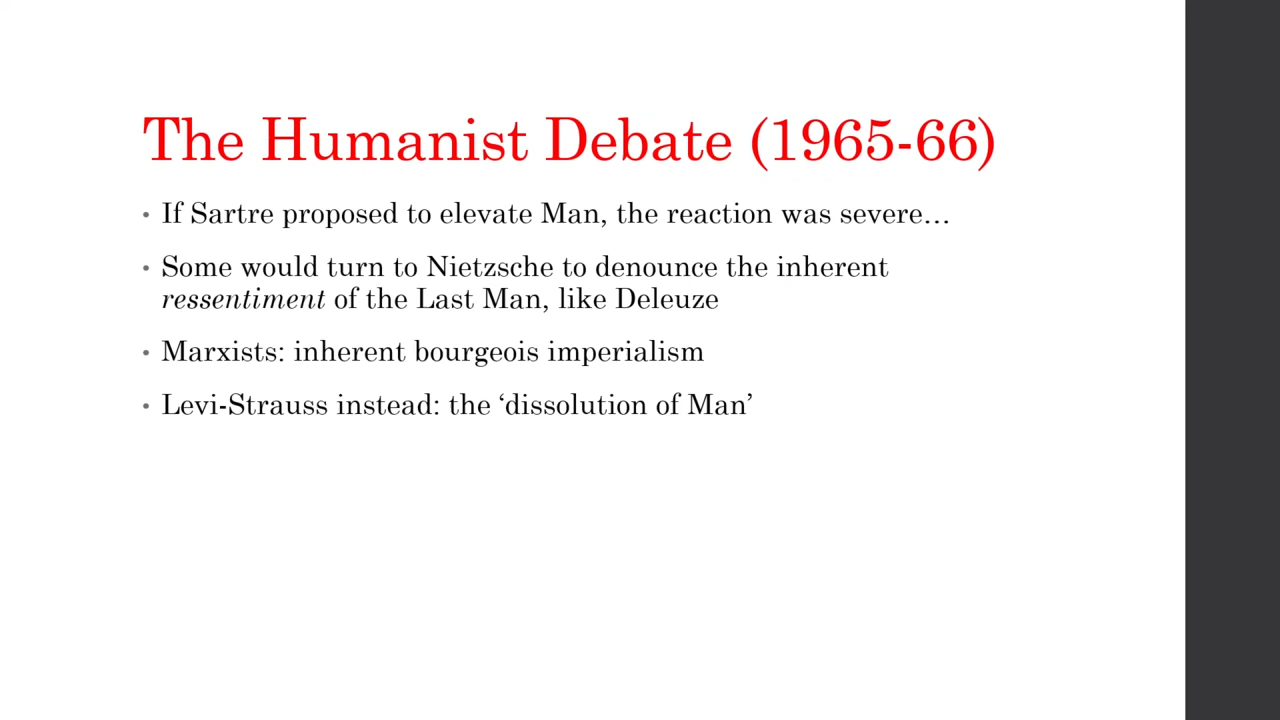 The Humanist Debate (1965-66)
• If Sartre proposed to elevate Man, the reaction was severe…
• Some would turn to Nietzsche to denounce the inherent
ressentiment of the Last Man, like Deleuze
• Marxists: inherent bourgeois imperialism
• Levi-Strauss instead: the ‘dissolution of Man’